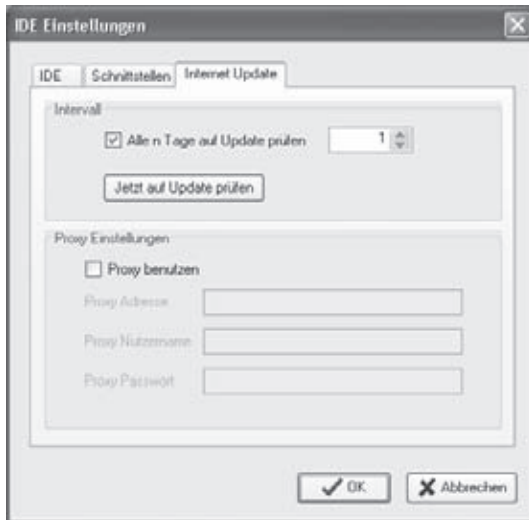 IDE Einstellungen
IDE Schnittstellen Internet Update
Intervall
Alle n Tage auf Update prüfen 1
Jetzt auf Update prüfen
Proxy Einstellungen
Proxy benutzen
Proxy Adresse
Proxy Nutzername
Proxy Passwort
OK Abbrechen